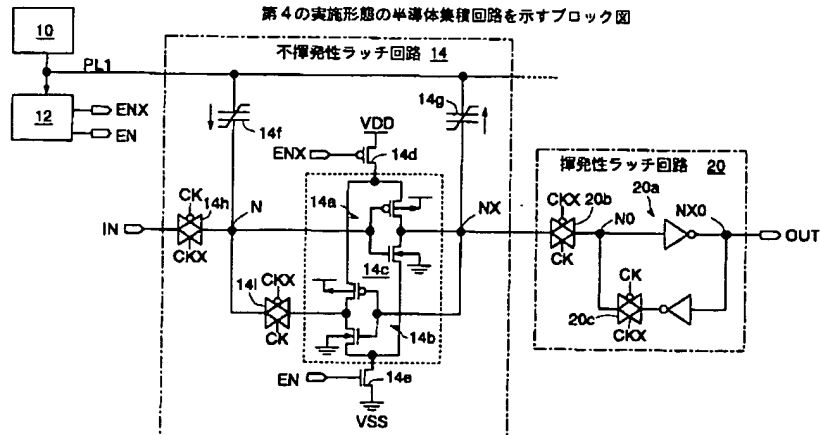 第4の実施形態の半導体集積回路を示すブロック図
10
不揮発性ラッチ回路 14
PL1
12
ENX
EN
14f
14g
VDD
ENX
14d
揮発性ラッチ回路 20
CK
14h
N
14a
NX
CKX
20b
20a
N0
NX0
IN
OUT
CKX
14c
CK
14i
CKX
CK
CK
20c
CKX
14b
EN
14e
VSS